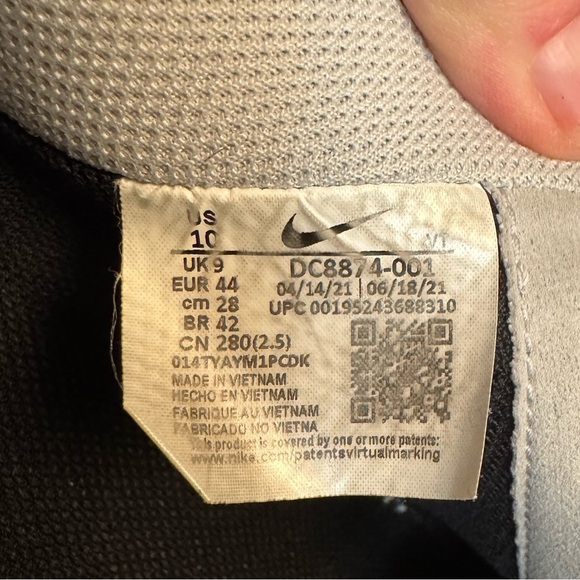 US
10
VT
UK 9
DC8874-001
EUR 44
04/14/21 | 06/18/21
cm 28
UPC 00195243688310
BR 42
CN 280(2.5)
014TYAYM1PCDK
MADE IN VIETNAM
HECHO EN VIETNAM
FABRIQUE AU VIETNAM
FABRICADO NO VIETNA
This product is covered by one or more patents:
www.nike.com/patentsvirtualmarking